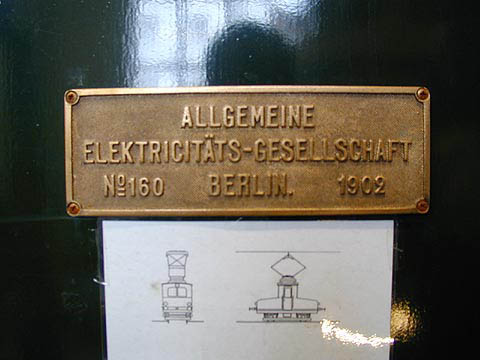 ALLGEMEINE
ELEKTRICITÄTS-GESELLSCHAFT
№160 BERLIN. 1902